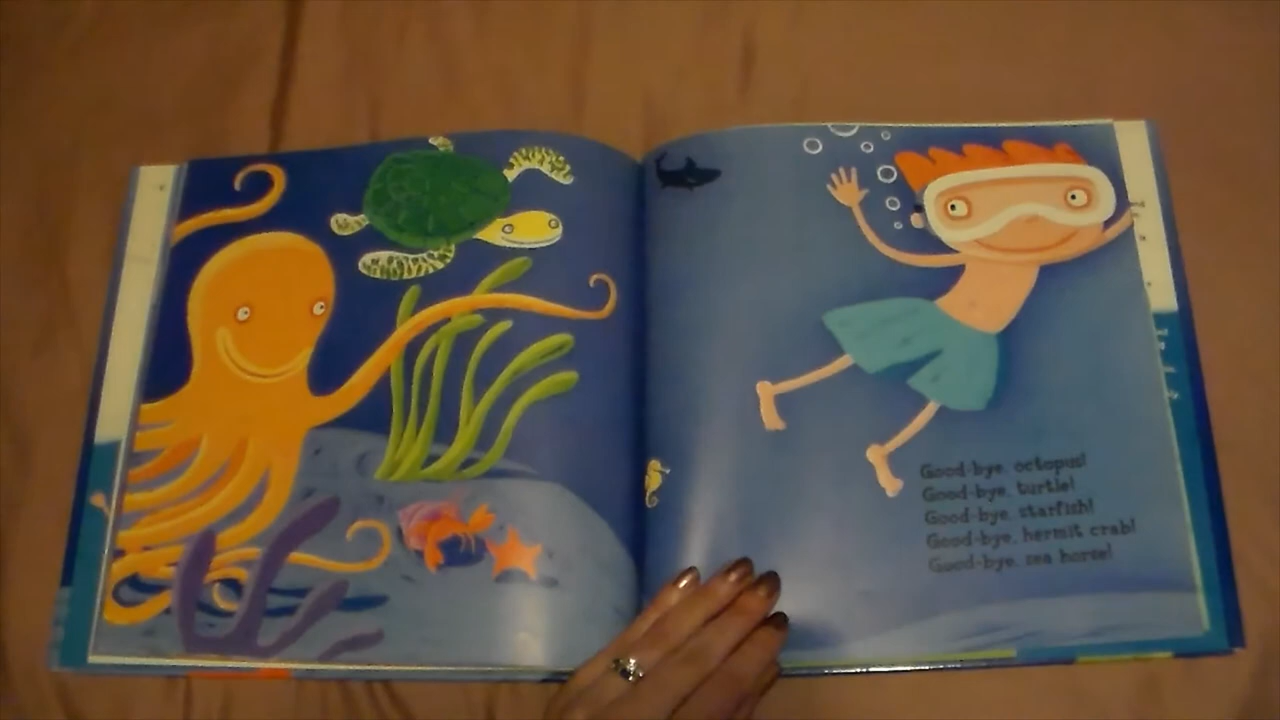 Good-bye, octopus!
Good-bye, turtle!
Good-bye, starfish!
Good-bye, hermit crab!
Good-bye, sea horse!